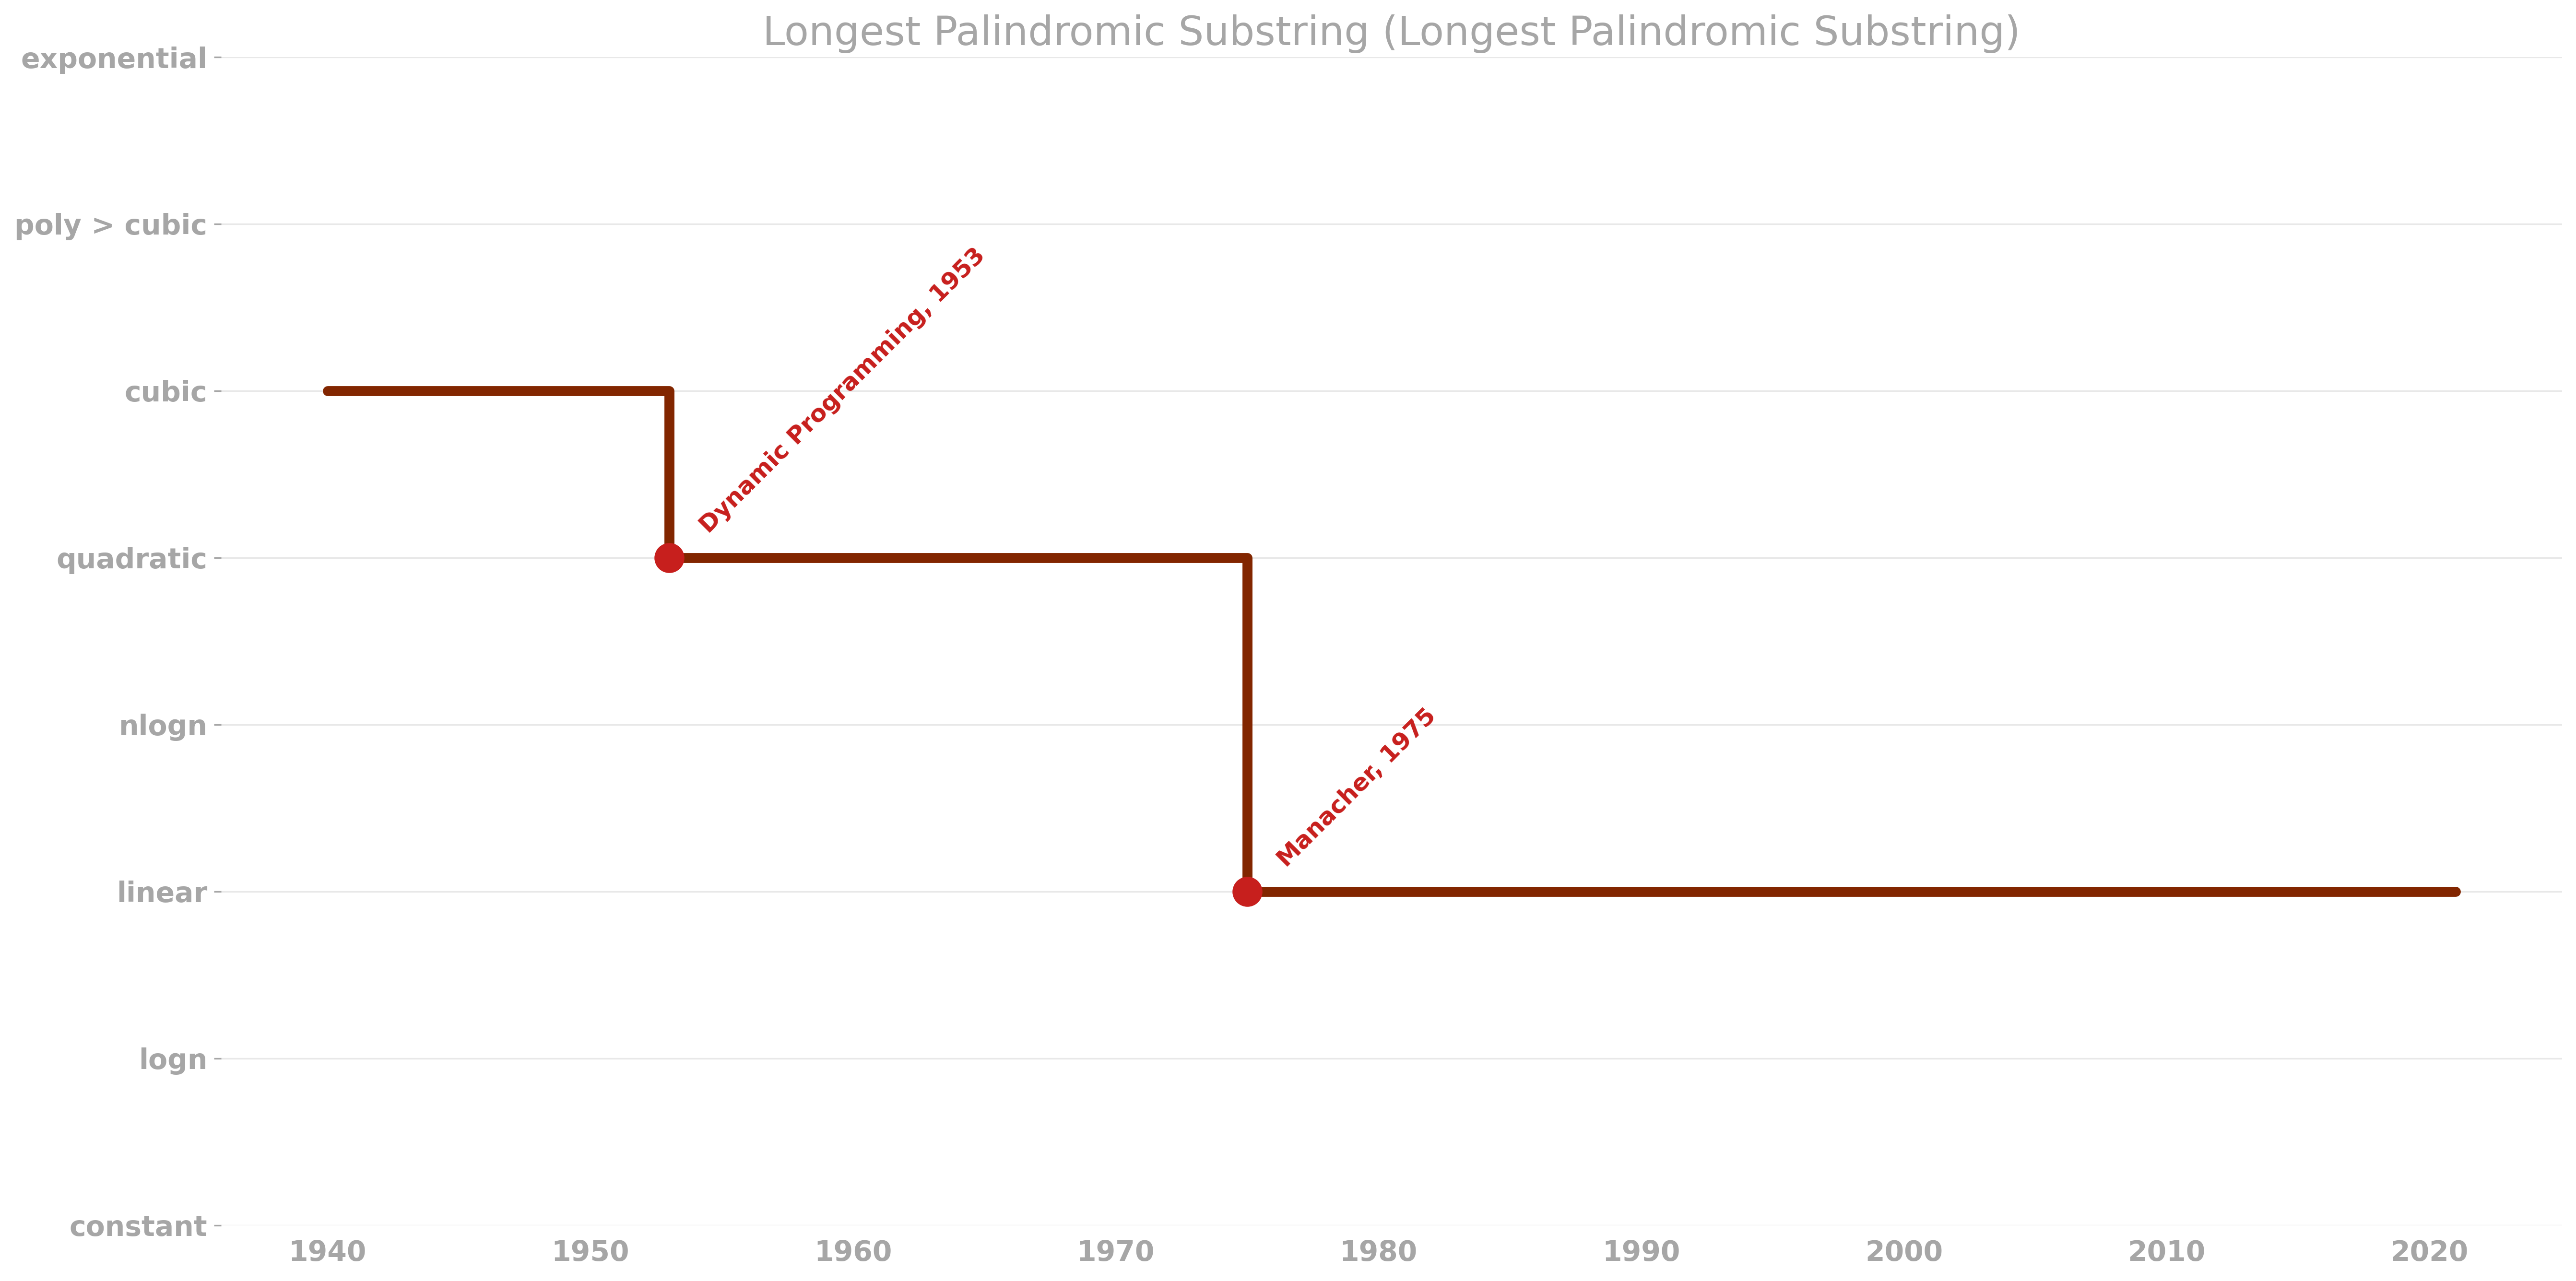 Longest Palindromic Substring (Longest Palindromic Substring)
exponential
poly > cubic
cubic
quadratic
nlogn
linear
logn
constant
Dynamic Programming, 1953
Manacher, 1975
1940 1950 1960 1970 1980 1990 2000 2010 2020